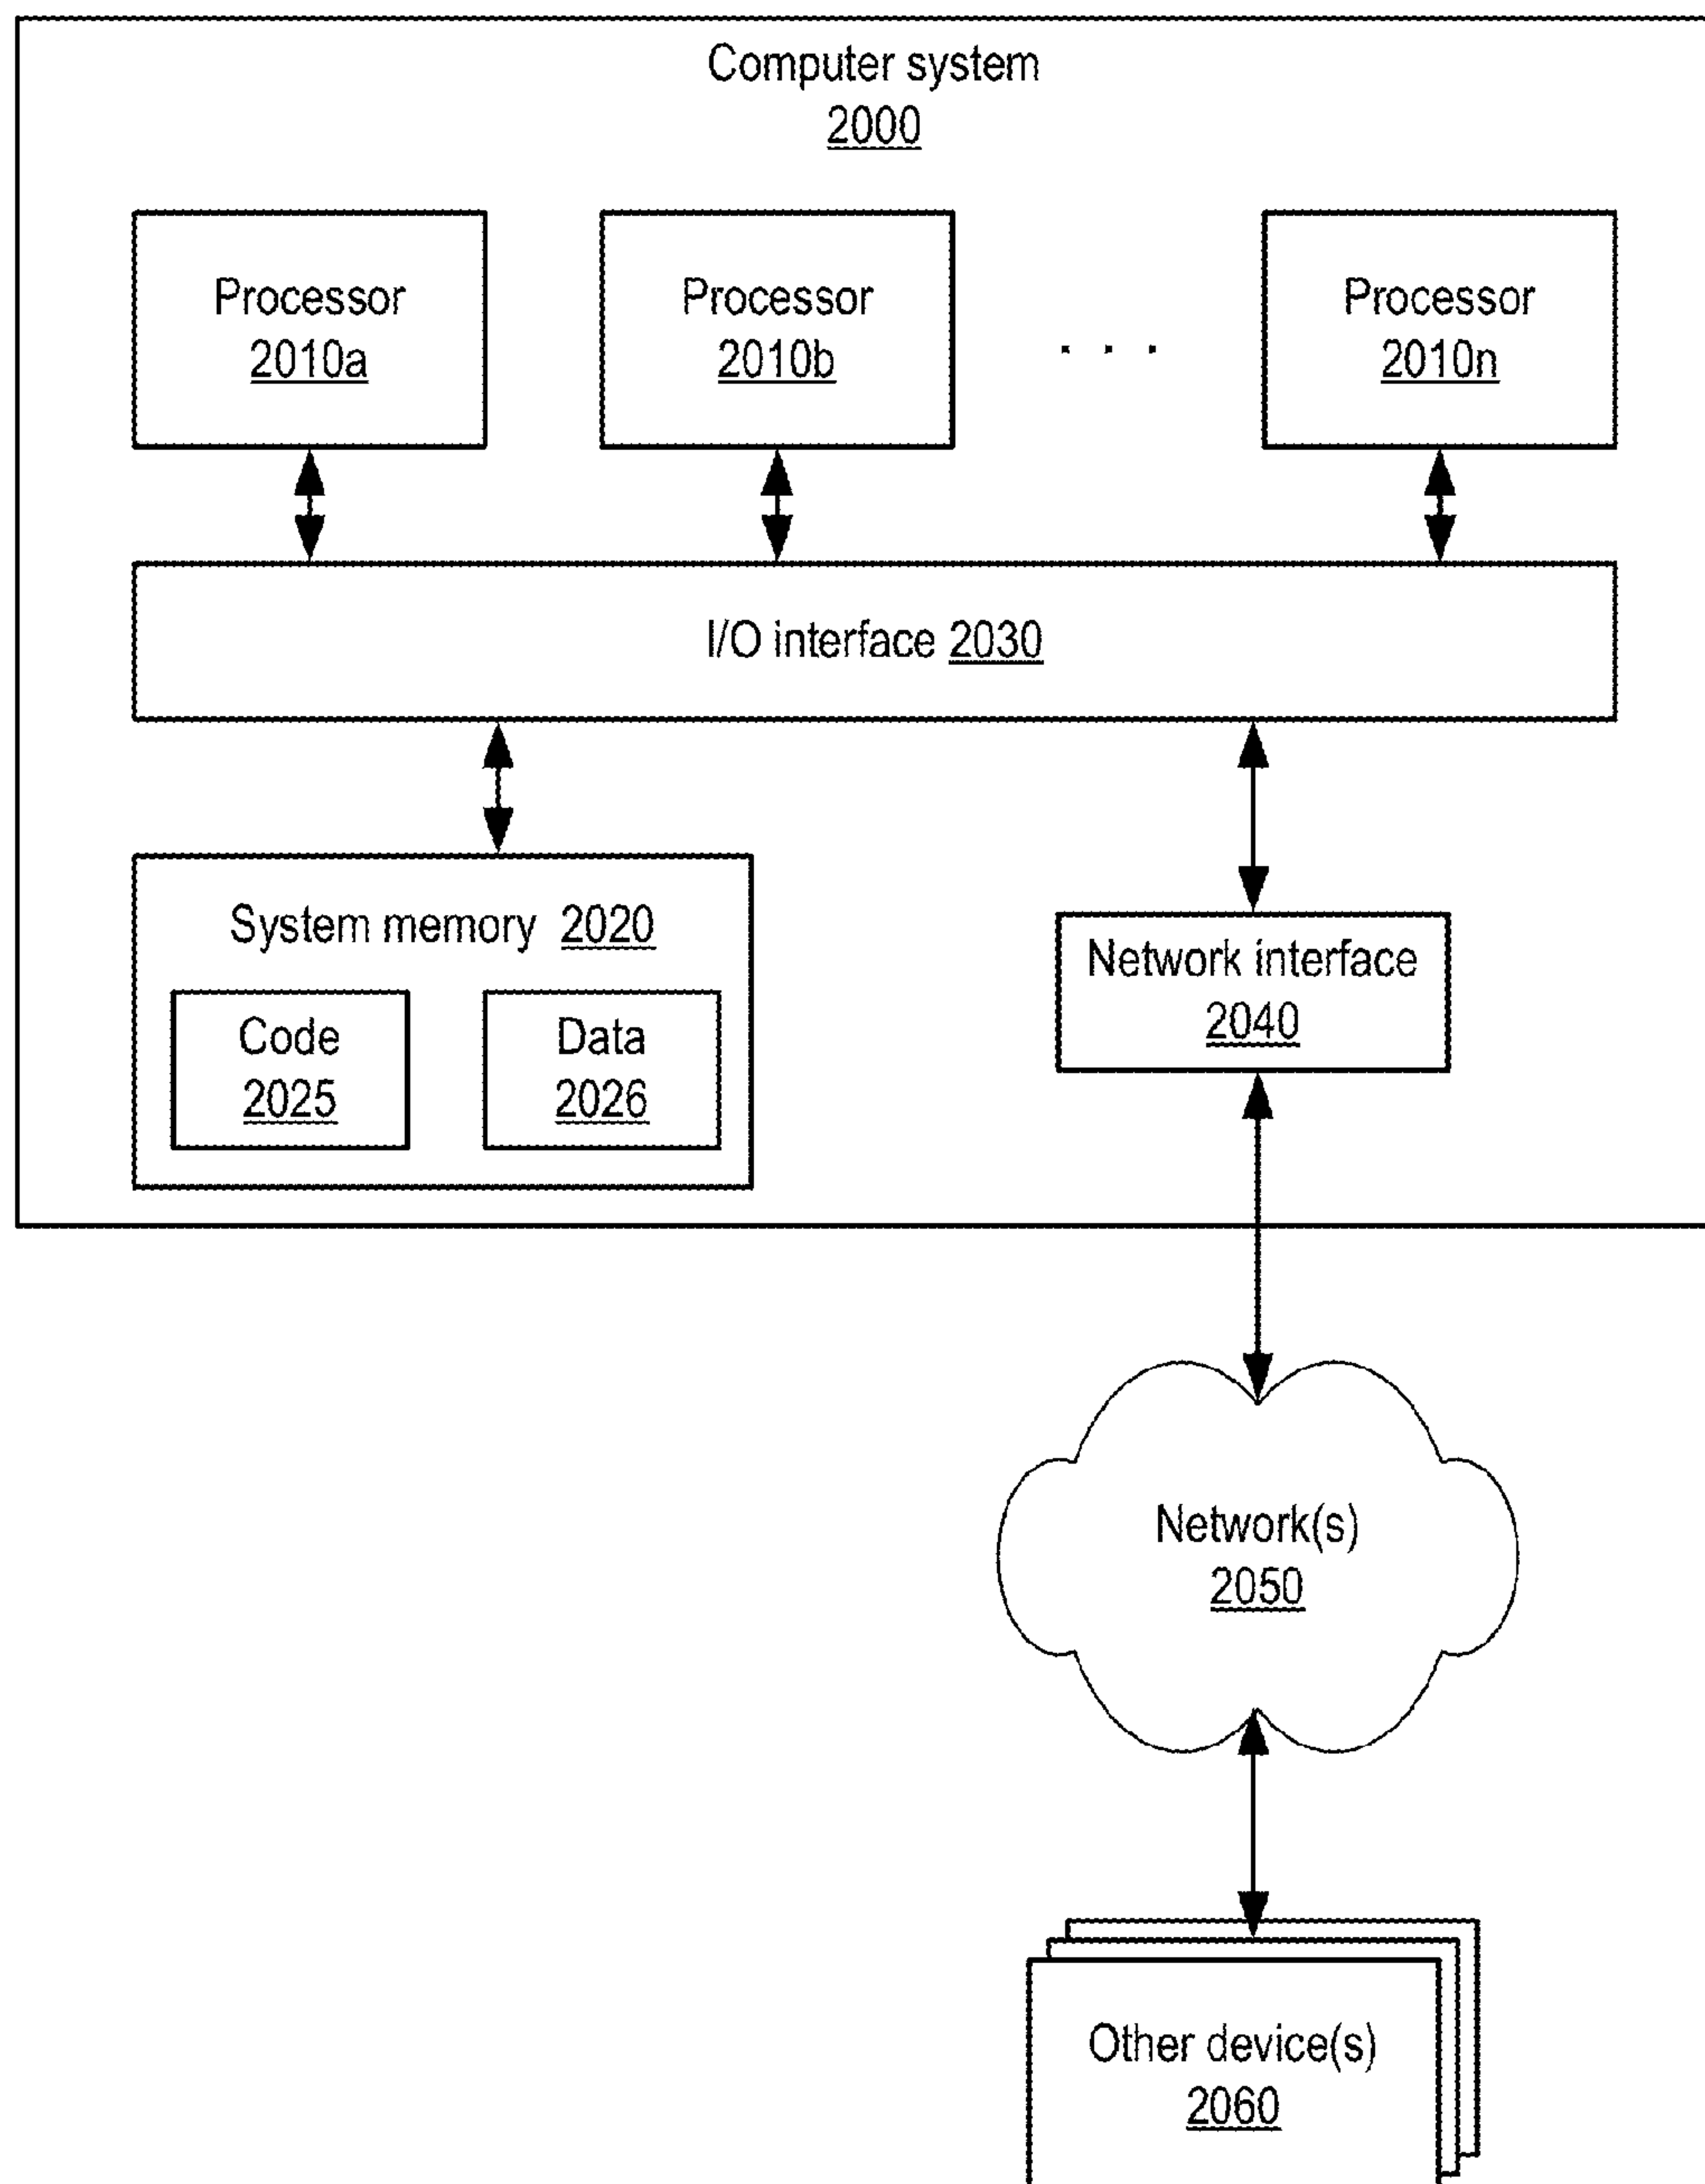 Computer system
2000
Processor
2010a
Processor
2010b
. . .
Processor
2010n
I/O interface 2030
System memory 2020
Code
2025
Data
2026
Network interface
2040
Network(s)
2050
Other device(s)
2060